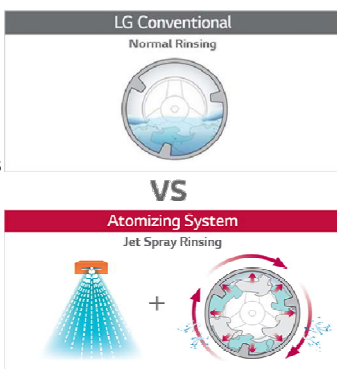 LG Conventional
Normal Rinsing
VS
Atomizing System
Jet Spray Rinsing
+